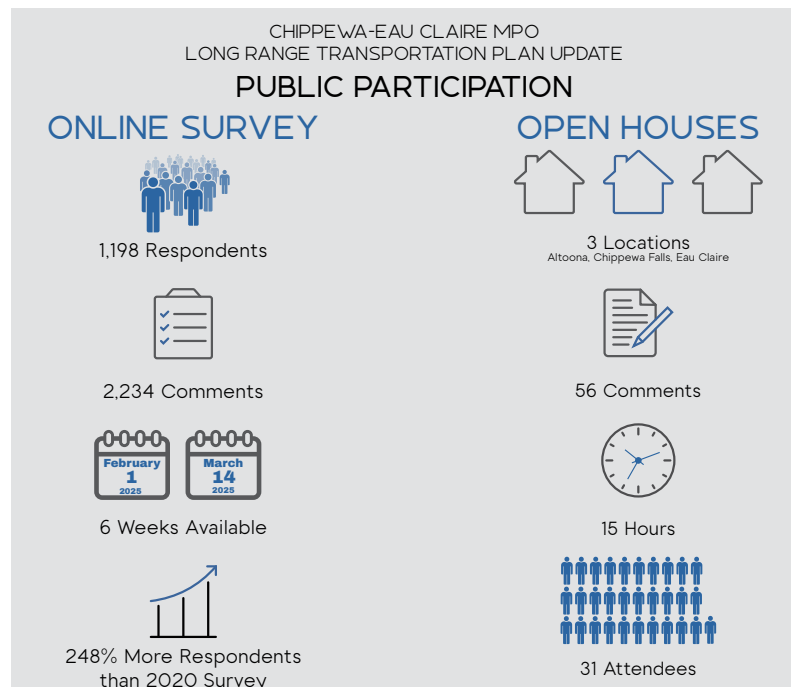 CHIPPEWA-EAU CLAIRE MPO
LONG RANGE TRANSPORTATION PLAN UPDATE
PUBLIC PARTICIPATION
ONLINE SURVEY
1,198 Respondents
2,234 Comments
February
1
2025
March
14
2025
6 Weeks Available
248% More Respondents
than 2020 Survey
OPEN HOUSES
3 Locations
Altoona, Chippewa Falls, Eau Claire
56 Comments
15 Hours
31 Attendees